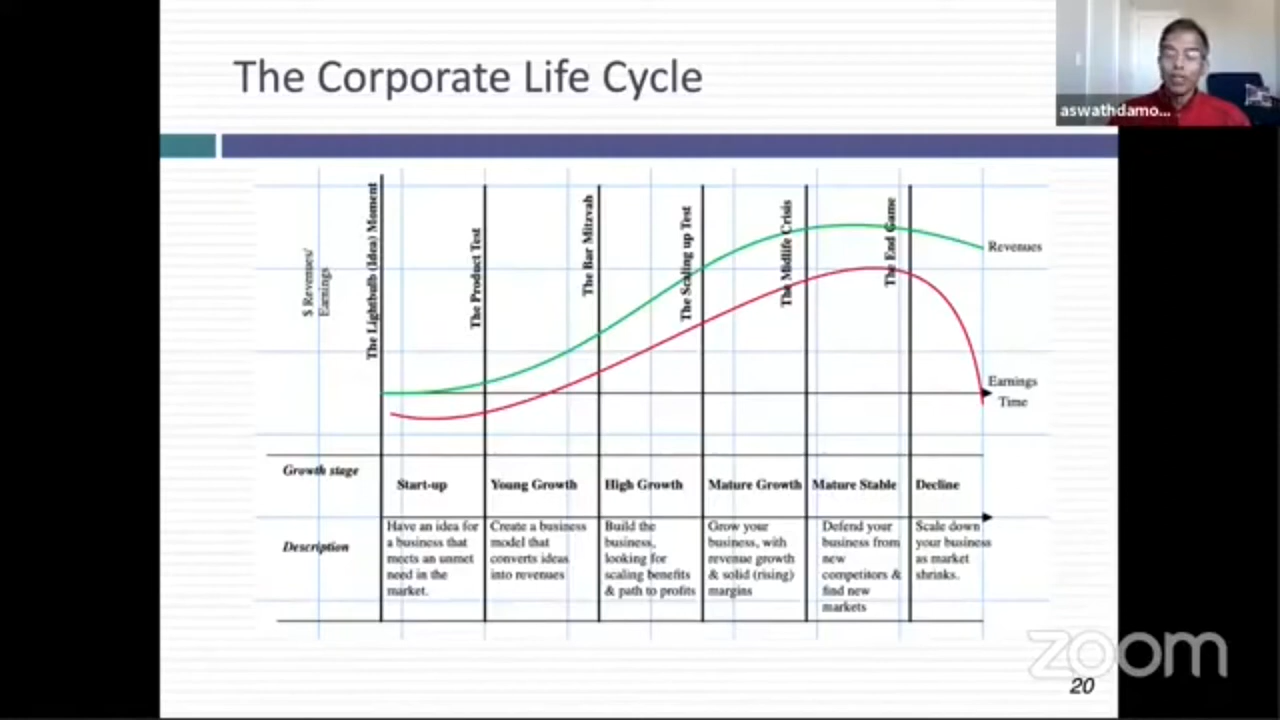 The Corporate Life Cycle
aswathdamo...
$ Revenues/
Earnings
The Lightbulb (Idea) Moment
The Product Test
The Bar Mitzvah
The Scaling up Test
The Midlife Crisis
The End Game
Revenues
Earnings
Time
Growth stage
Start-up
Young Growth
High Growth
Mature Growth
Mature Stable
Decline
Description
Have an idea for
a business that
meets an unmet
need in the
market.
Create a business
model that
converts ideas
into revenues
Build the
business,
looking for
scaling benefits
& path to profits
Grow your
business, with
revenue growth
& solid (rising)
margins
Defend your
business from
new
competitors &
find new
markets
Scale down
your business
as market
shrinks.
zoom
20